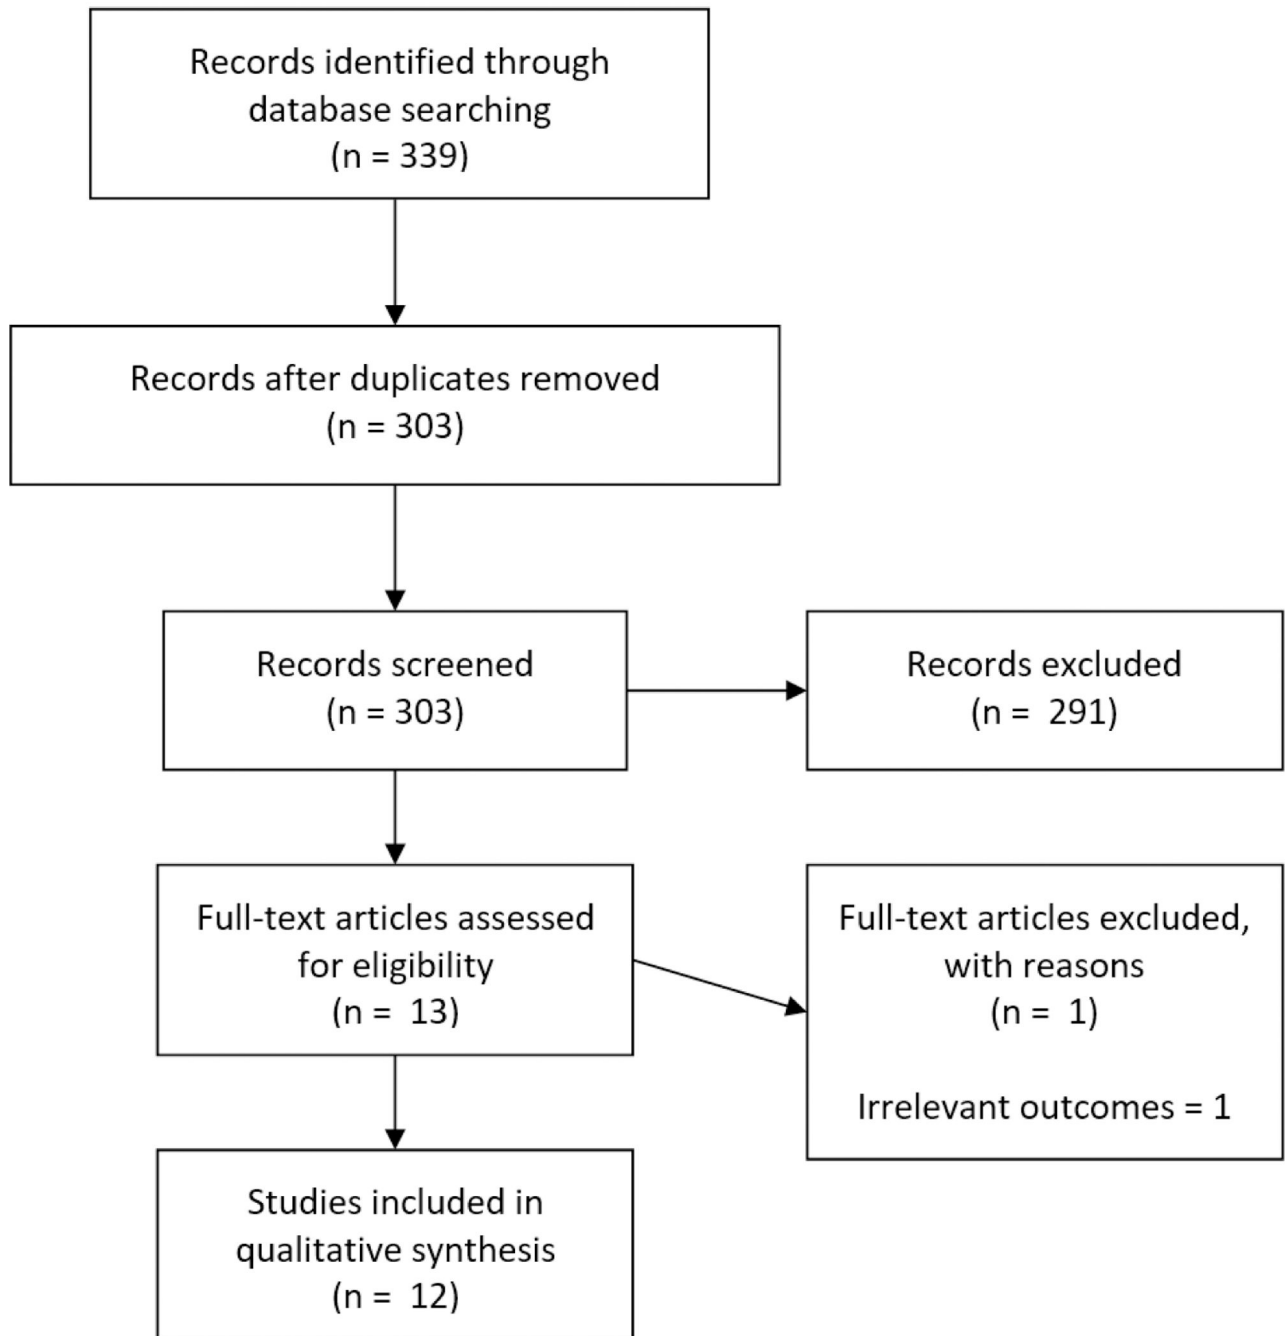 Records identified through
database searching
(n = 339)
Records after duplicates removed
(n = 303)
Records screened
(n = 303)
Records excluded
(n =  291)
Full-text articles assessed
for eligibility
(n =  13)
Full-text articles excluded,
with reasons
(n =  1)
Irrelevant outcomes = 1
Studies included in
qualitative synthesis
(n =  12)